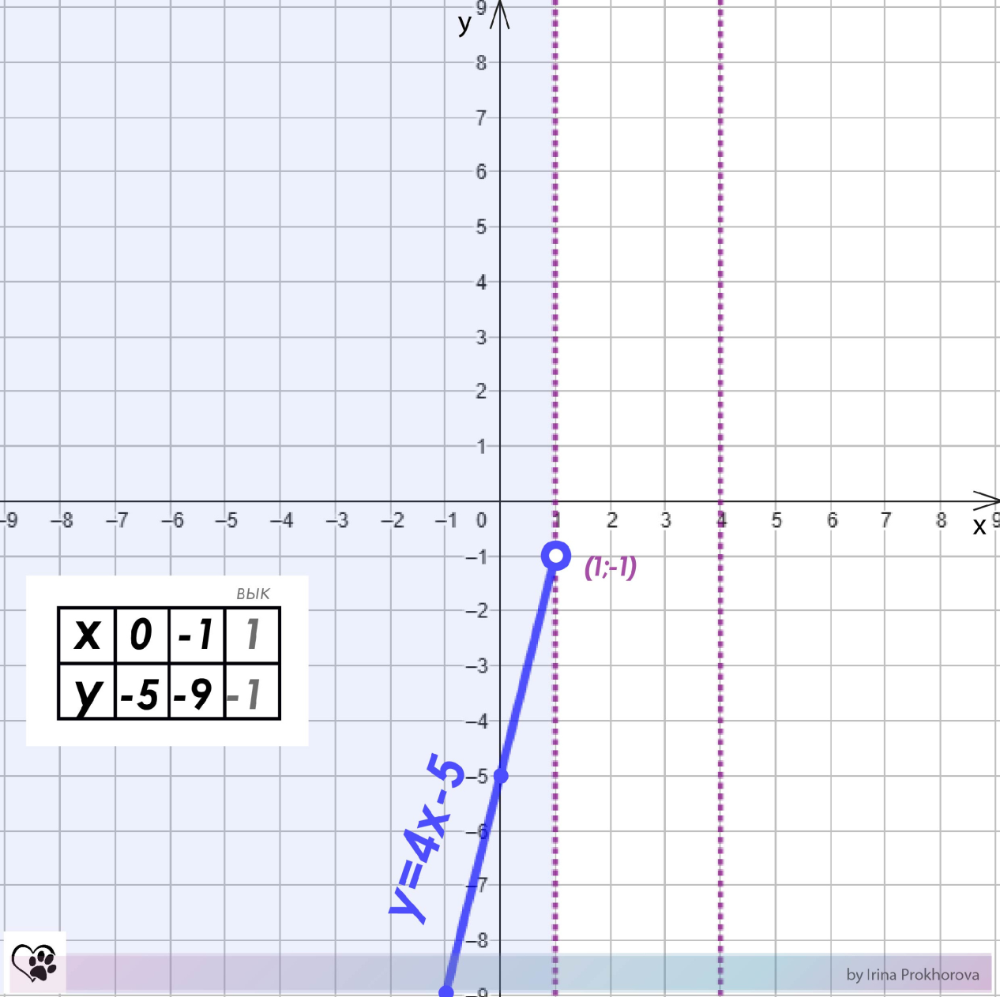 y
9
8
7
6
5
4
3
2
1
–9 –8 –7 –6 –5 –4 –3 –2 –1 0 1 2 3 4 5 6 7 8 9
x
–1
(1;-1)
–2
–3
–4
–5
–6
–7
–8
–9
вык
x 0 -1 1
y -5 -9 -1
y=4x-5
by Irina Prokhorova